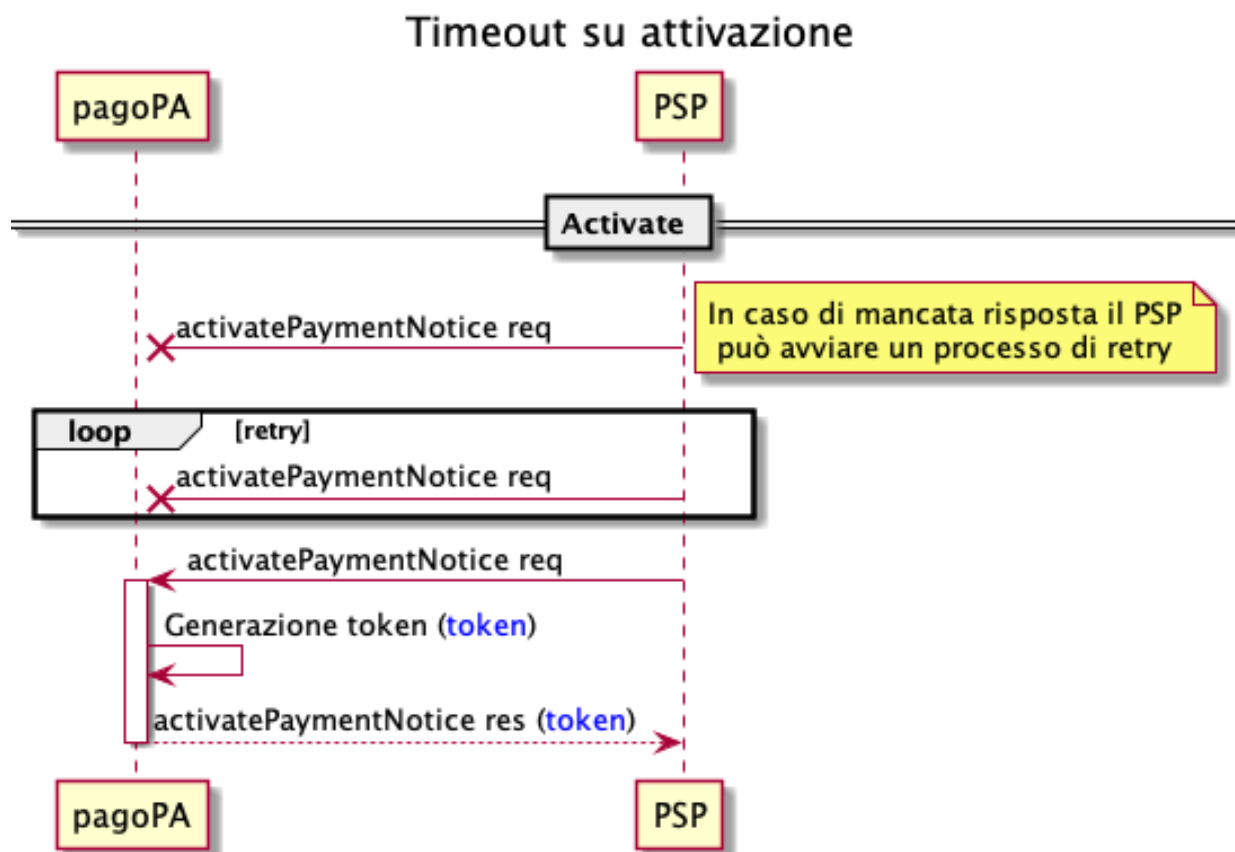 Timeout su attivazione
pagoPA
PSP
Activate
activatePaymentNotice req
In caso di mancata risposta il PSP
può avviare un processo di retry
loop
[retry]
activatePaymentNotice req
activatePaymentNotice req
Generazione token (token)
activatePaymentNotice res (token)
pagoPA
PSP